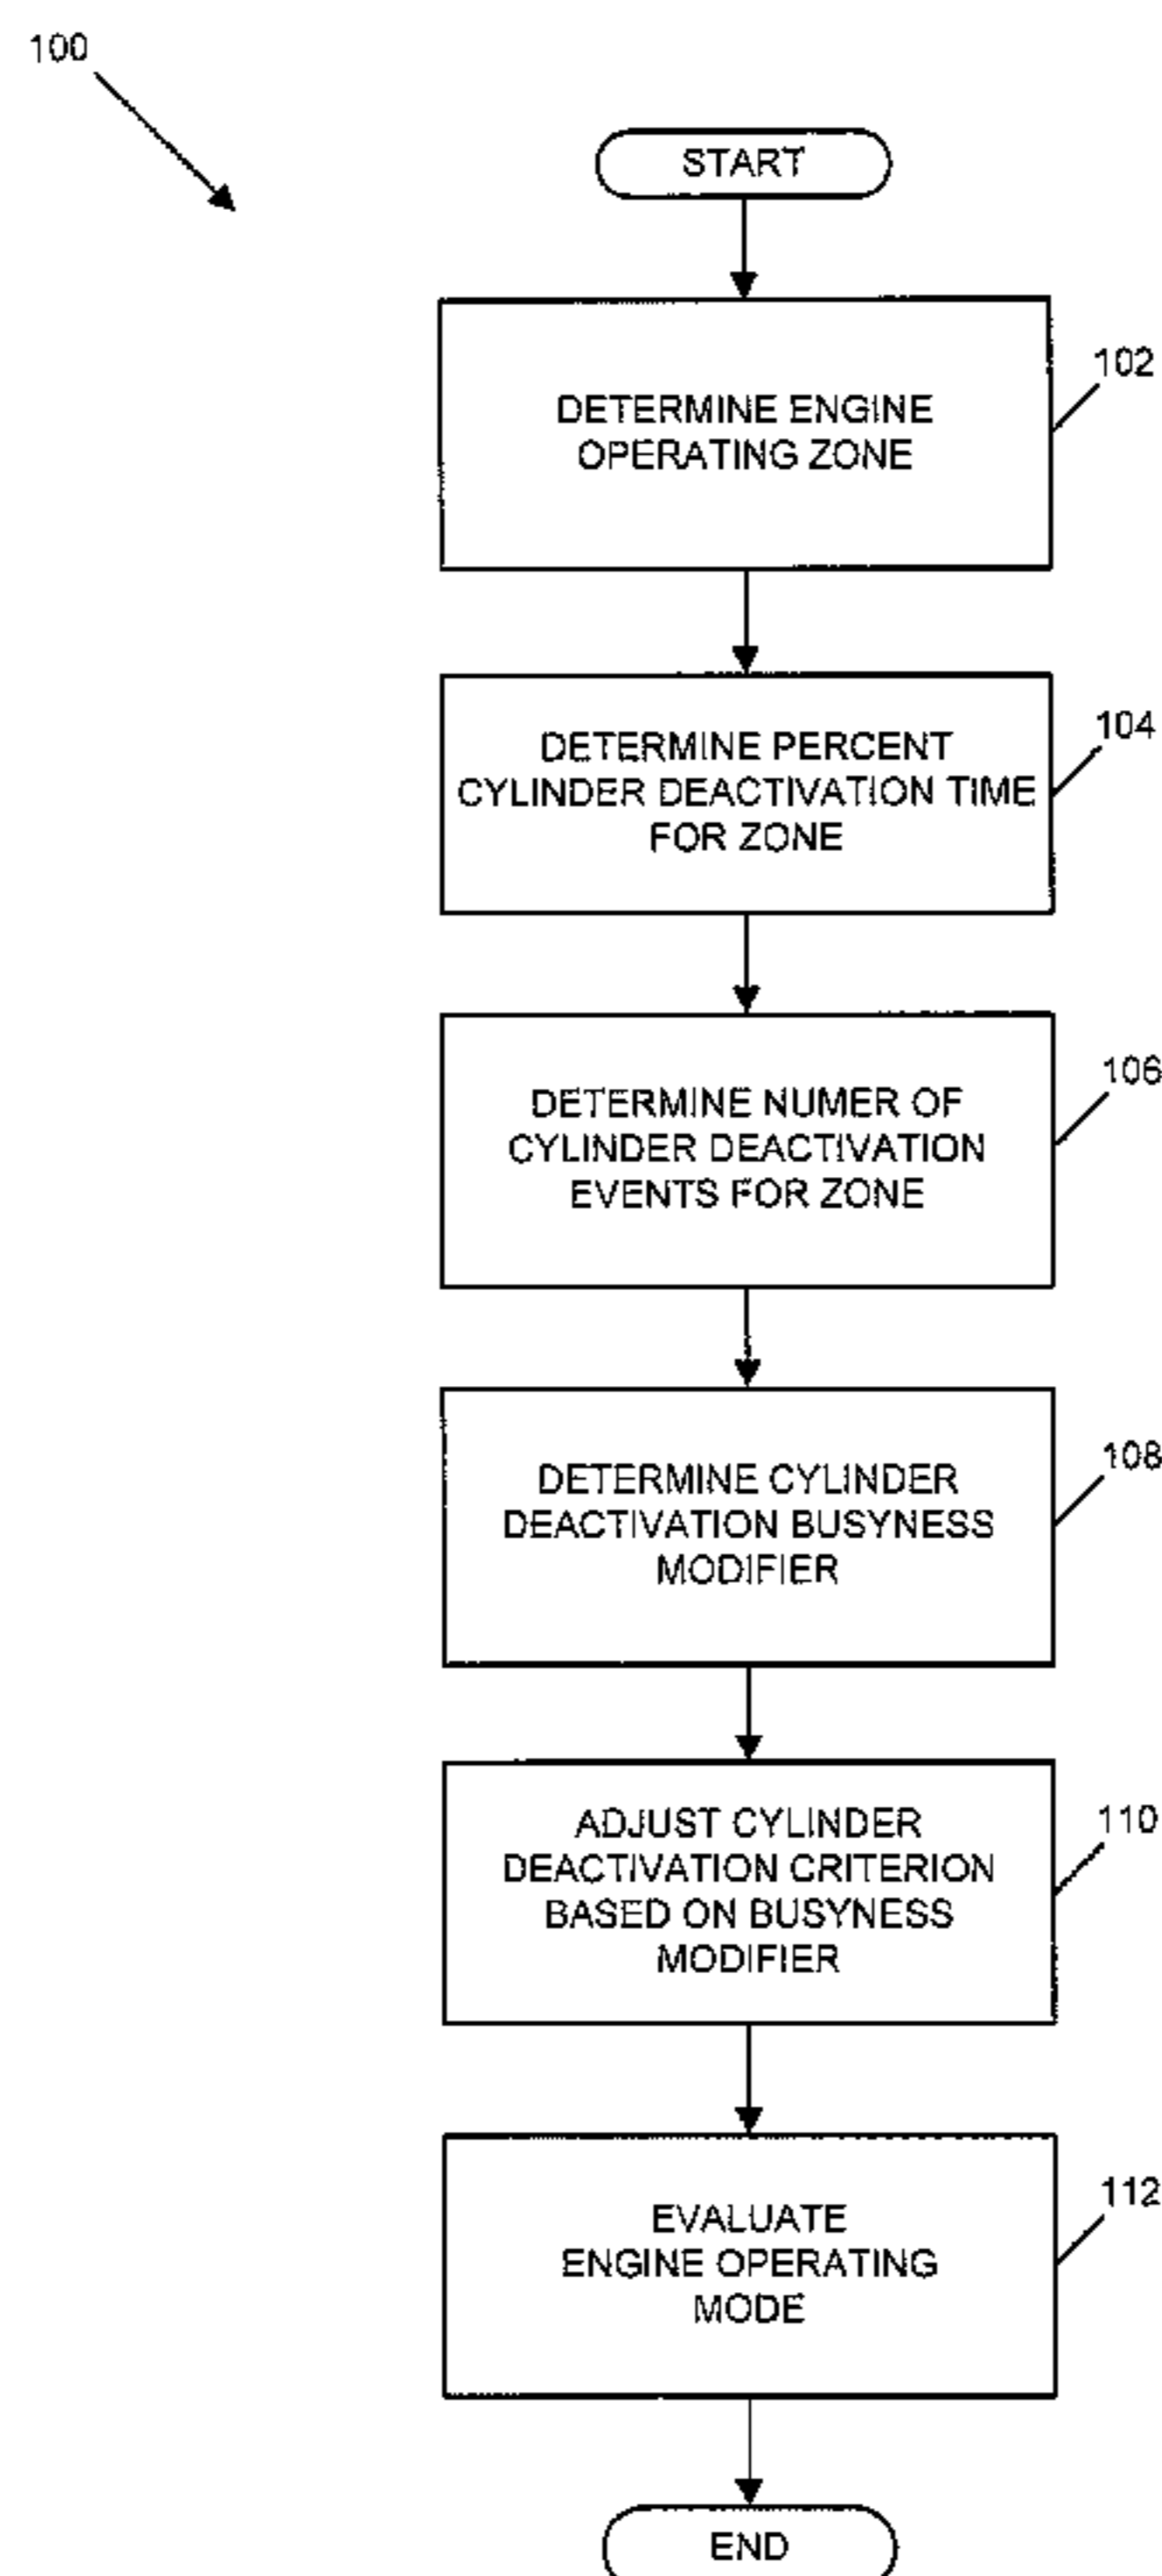 100
START
DETERMINE ENGINE
OPERATING ZONE
102
DETERMINE PERCENT
CYLINDER DEACTIVATION TIME
FOR ZONE
104
DETERMINE NUMER OF
CYLINDER DEACTIVATION
EVENTS FOR ZONE
106
DETERMINE CYLINDER
DEACTIVATION BUSYNESS
MODIFIER
108
ADJUST CYLINDER
DEACTIVATION CRITERION
BASED ON BUSYNESS
MODIFIER
110
EVALUATE
ENGINE OPERATING
MODE
112
END